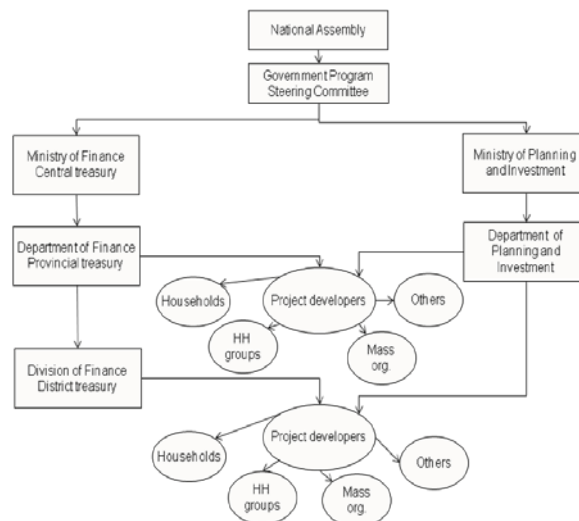 National Assembly
Government Program
Steering Committee
Ministry of Finance
Central treasury
Ministry of Planning
and Investment
Department of Finance
Provincial treasury
Department of
Planning and
Investment
Households
Project developers
Others
HH
groups
Mass
org.
Division of Finance
District treasury
Project developers
Households
Others
HH
groups
Mass
org.